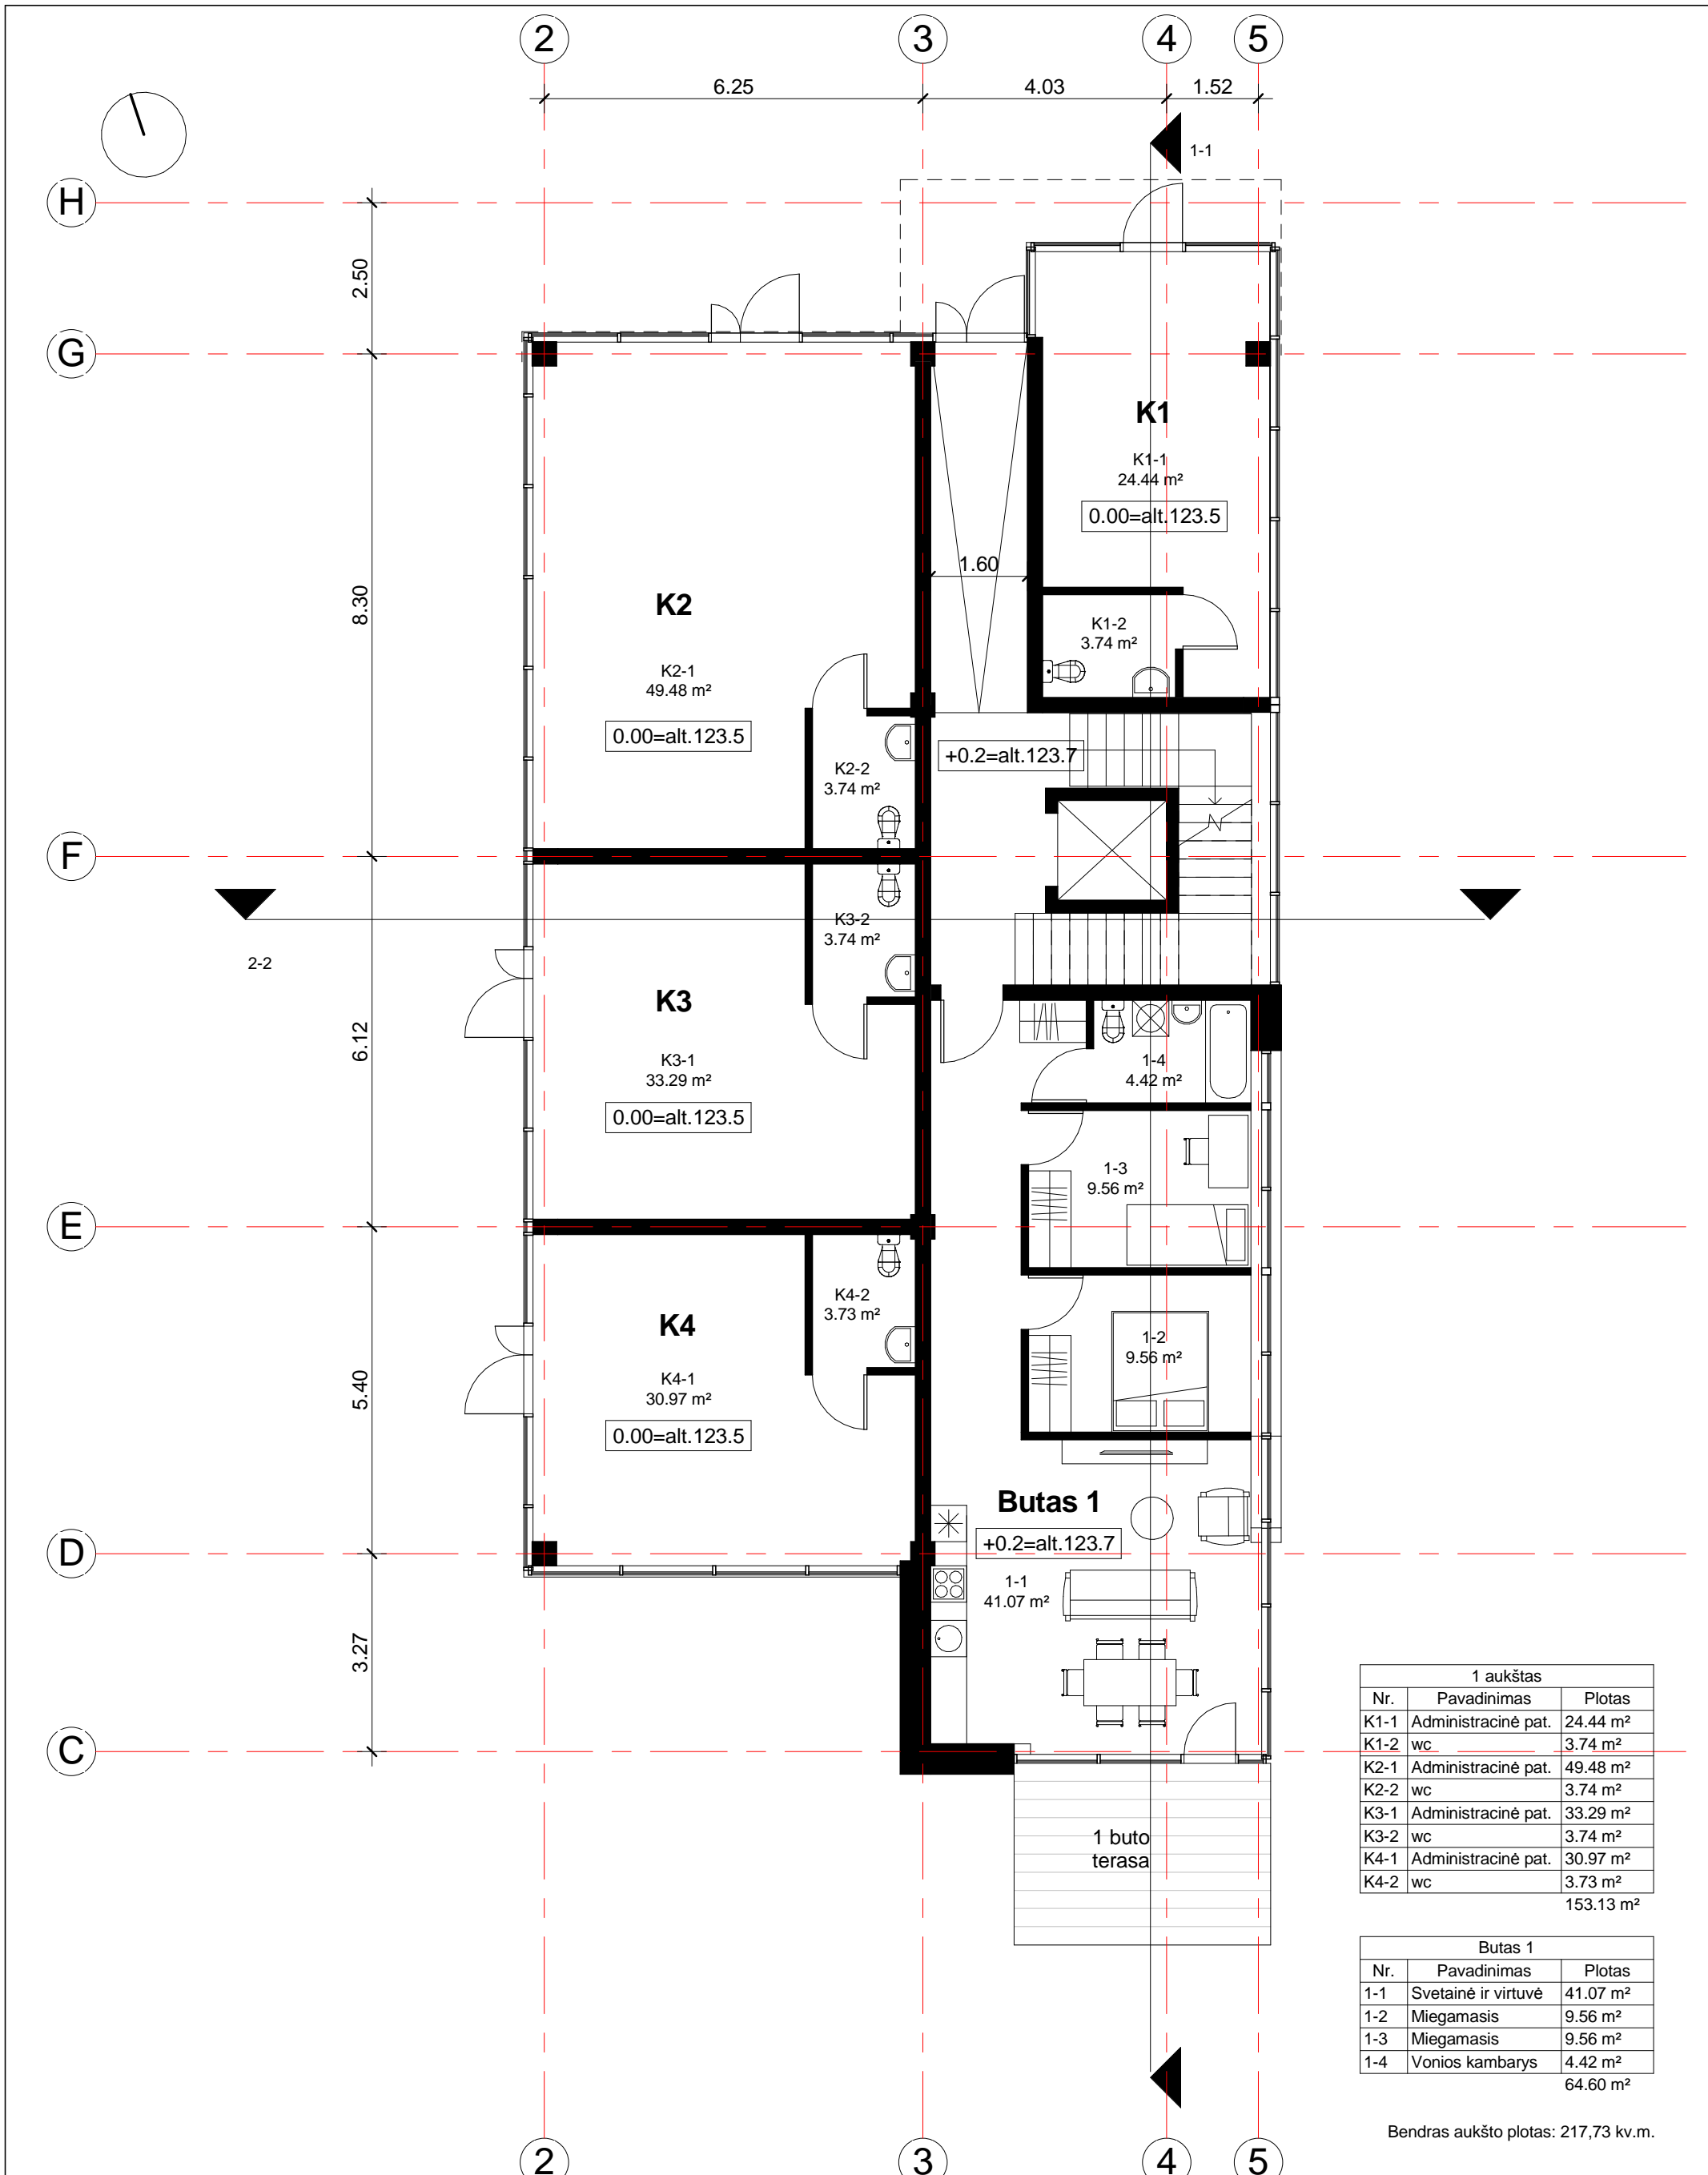 2
3
4
5
6.25
4.03
1.52
1-1
H
2.50
G
K1
K1-1
24.44 m²
0.00=alt.123.5
1.60
8.30
K2
K1-2
3.74 m²
K2-1
49.48 m²
0.00=alt.123.5
+0.2=alt.123.7
K2-2
3.74 m²
F
K3-2
3.74 m²
2-2
K3
6.12
K3-1
33.29 m²
0.00=alt.123.5
1-4
4.42 m²
1-3
9.56 m²
E
K4-2
3.73 m²
K4
1-2
9.56 m²
5.40
K4-1
30.97 m²
0.00=alt.123.5
Butas 1
+0.2=alt.123.7
D
1-1
41.07 m²
3.27
C
1 buto
terasa
1 aukštas
Nr. Pavadinimas Plotas
K1-1 Administracinė pat. 24.44 m²
K1-2 wc 3.74 m²
K2-1 Administracinė pat. 49.48 m²
K2-2 wc 3.74 m²
K3-1 Administracinė pat. 33.29 m²
K3-2 wc 3.74 m²
K4-1 Administracinė pat. 30.97 m²
K4-2 wc 3.73 m²
153.13 m²
Butas 1
Nr. Pavadinimas Plotas
1-1 Svetainė ir virtuvė 41.07 m²
1-2 Miegamasis 9.56 m²
1-3 Miegamasis 9.56 m²
1-4 Vonios kambarys 4.42 m²
64.60 m²
Bendras aukšto plotas: 217,73 kv.m.
2
3
4
5